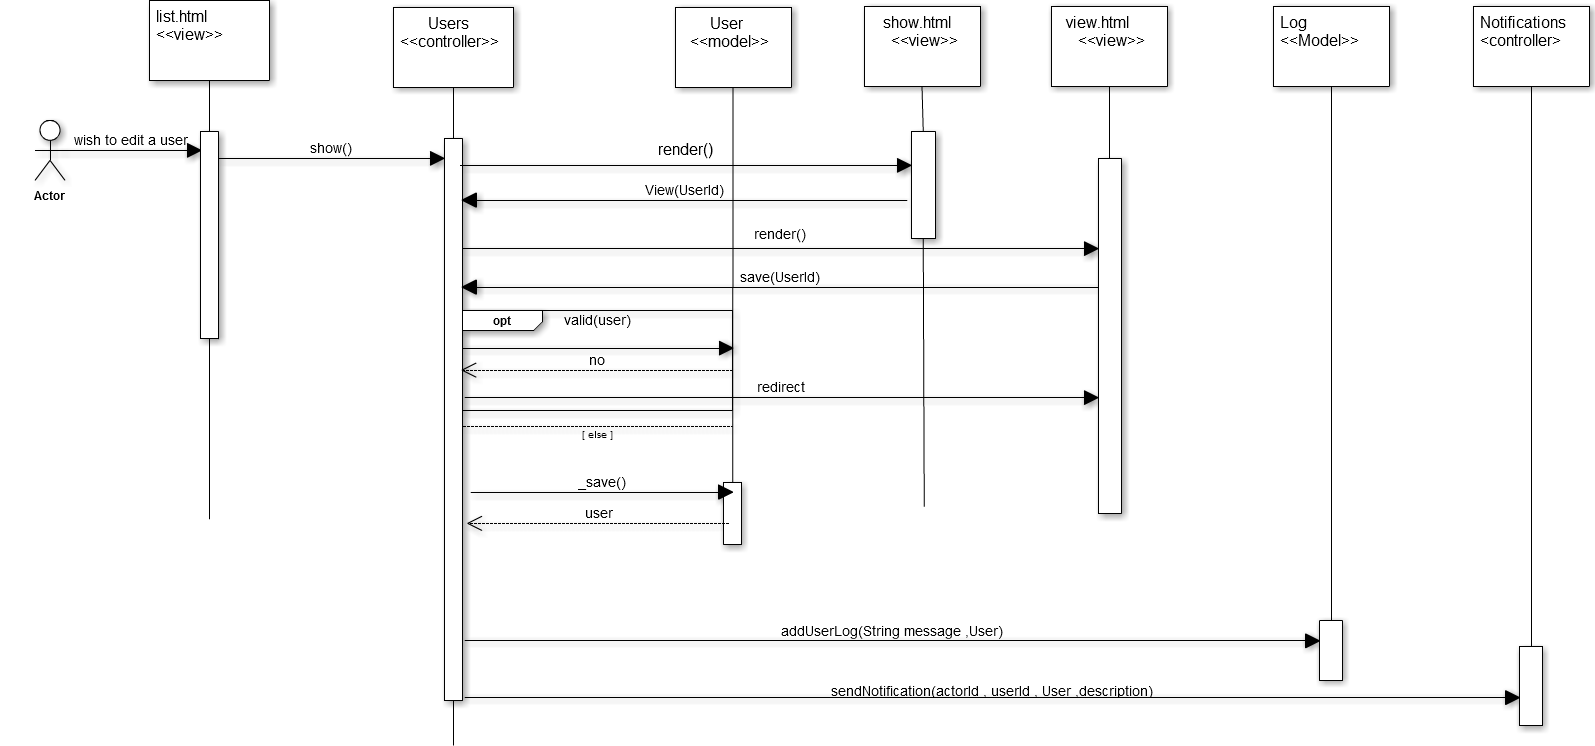 list.html
<<view>>
Users
<<controller>>
User
<<model>>
show.html
<<view>>
view.html
<<view>>
Log
<<Model>>
Notifications
<controller>
wish to edit a user
Actor
show()
render()
View(UserId)
render()
save(UserId)
opt
valid(user)
no
redirect
[ else ]
_save()
user
addUserLog(String message ,User)
sendNotification(actorId , userId , User ,description)